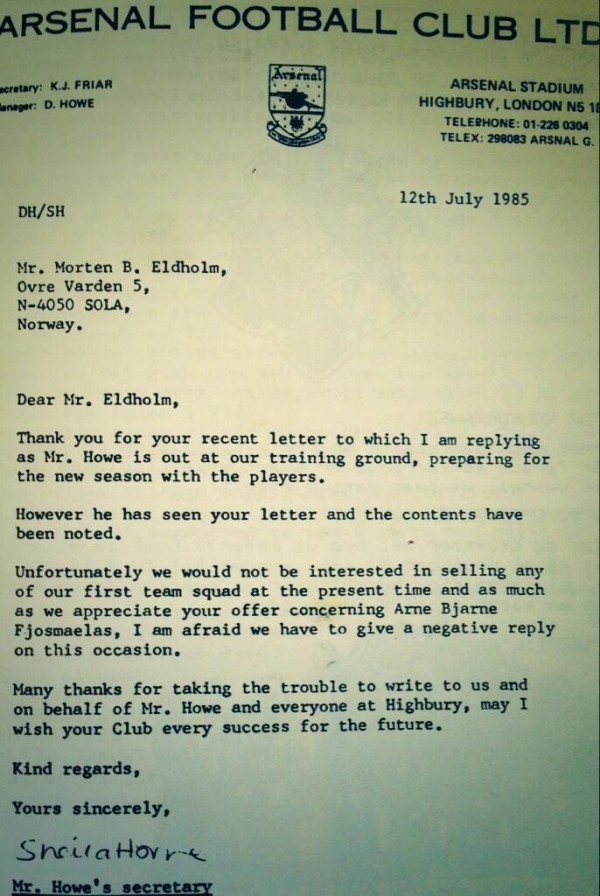 ARSENAL FOOTBALL CLUB LTD
ecretary: K.J. FRIAR
anager: D. HOWE
Arsenal
ARSENAL STADIUM
HIGHBURY, LONDON N5 1
TELEPHONE: 01-226 0304
TELEX: 298083 ARSNAL G.
12th July 1985
DH/SH
Mr. Morten B. Eldholm,
Ovre Varden 5,
N-4050 SOLA,
Norway.
Dear Mr. Eldholm,
Thank you for your recent letter to which I am replying
as Mr. Howe is out at our training ground, preparing for
the new season with the players.
However he has seen your letter and the contents have
been noted.
Unfortunately we would not be interested in selling any
of our first team squad at the present time and as much
as we appreciate your offer concerning Arne Bjarne
Fjosmaelas, I am afraid we have to give a negative reply
on this occasion.
Many thanks for taking the trouble to write to us and
on behalf of Mr. Howe and everyone at Highbury, may I
wish your Club every success for the future.
Kind regards,
Yours sincerely,
Sheila Horne
Mr. Howe's secretary